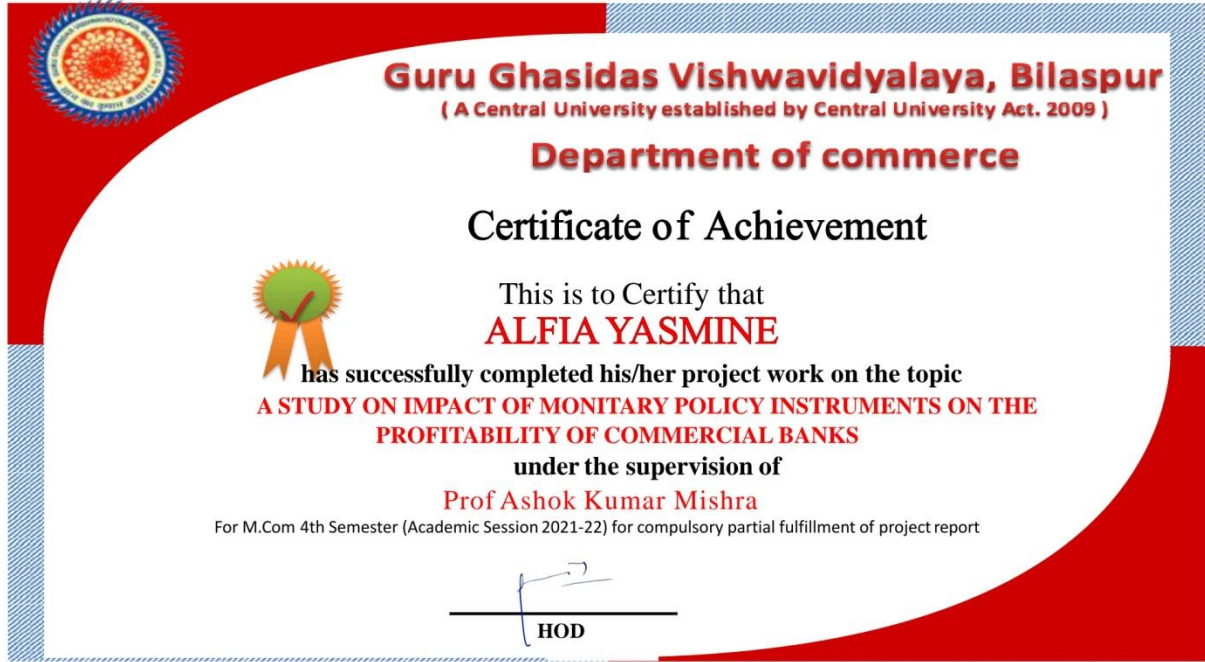 Guru Ghasidas Vishwavidyalaya, Bilaspur
( A Central University established by Central University Act. 2009 )
Department of commerce
Certificate of Achievement
This is to Certify that
ALFIA YASMINE
has successfully completed his/her project work on the topic
A STUDY ON IMPACT OF MONITARY POLICY INSTRUMENTS ON THE
PROFITABILITY OF COMMERCIAL BANKS
under the supervision of
Prof Ashok Kumar Mishra
For M.Com 4th Semester (Academic Session 2021-22) for compulsory partial fulfillment of project report
HOD